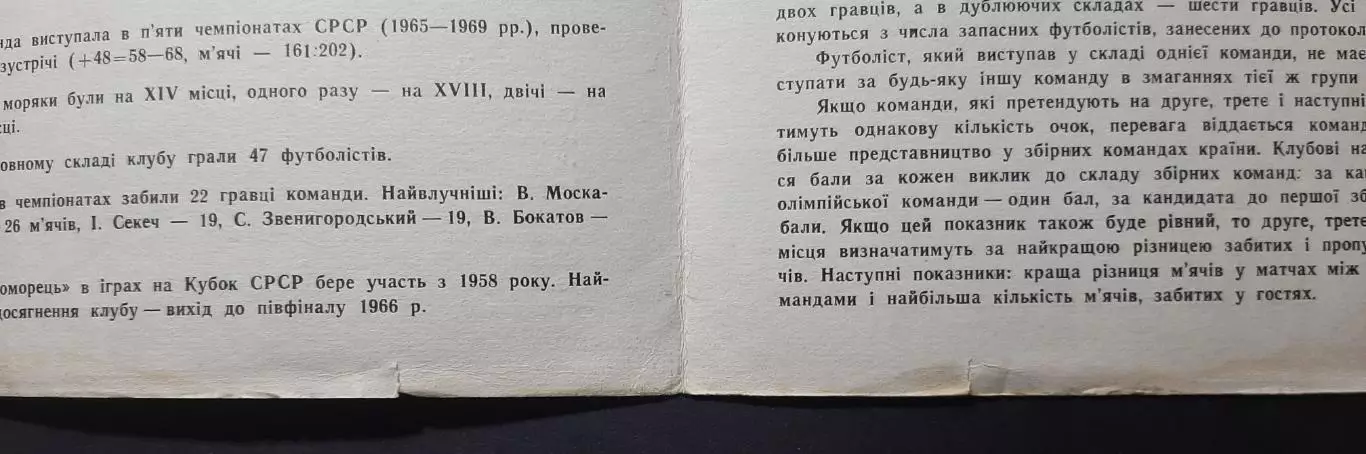 нда виступала в п'яти чемпіонатах СРСР (1965—1969 рр.), прове-
зустрічі (+48=58—68, м'ячі — 161:202).
моряки були на XIV місці, одного разу — на XVIII, двічі — на
сці.
овному складі клубу грали 47 футболістів.
в чемпіонатах забили 22 гравці команди. Найвлучніші: В. Моска-
26 м'ячів, І. Секеч — 19, С. Звенигородський — 19, В. Бокатов —
оморець» в іграх на Кубок СРСР бере участь з 1958 року. Най-
досягнення клубу — вихід до півфіналу 1966 р.
двох гравців, а в дублюючих складах — шести гравців. Усі
конуються з числа запасних футболістів, занесених до протокол
Футболіст, який виступав у складі однієї команди, не має
ступати за будь-яку іншу команду в змаганнях тієї ж групи
Якщо команди, які претендують на друге, третє і наступні
тимуть однакову кількість очок, перевага віддається команд
більше представництво у збірних командах країни. Клубові на
ся бали за кожен виклик до складу збірних команд: за кан
олімпійської команди — один бал, за кандидата до першої зб
бали. Якщо цей показник також буде рівний, то друге, третє
місця визначатимуть за найкращою різницею забитих і пропу
чів. Наступні показники: краща різниця м'ячів у матчах між
мандами і найбільша кількість м'ячів, забитих у гостях.